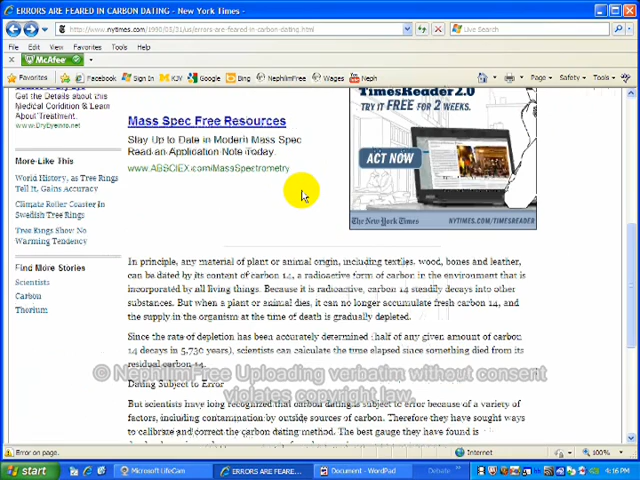 ERRORS ARE FEARED IN CARBON DATING - New York Times -
http://www.nytimes.com/1990/05/31/us/errors-are-feared-in-carbon-dating.html
Live Search
File Edit View Favorites Tools Help
McAfee
Favorites Facebook Sign In KJV Google Bing NephilimFree Wages Neph Page Safety Tools
Get the Details about this
Medical Condition & Learn
About Treatment.
www.DryEyeInfo.net
More Like This
World History, as Tree Rings
Tell It, Gains Accuracy
Climate Roller Coaster In
Swedish Tree Rings
Tree Rings Show No
Warming Tendency
Find More Stories
Scientists
Carbon
Thorium
Mass Spec Free Resources
Stay Up to Date in Modern Mass Spec
Read an Application Note Today.
www.ABSCIEX.com/MassSpectrometry
TimesReader 2.0
TRY IT FREE FOR 2 WEEKS.
ACT NOW
The New York Times NYTIMES.COM/TIMESREADER
In principle, any material of plant or animal origin, including textiles, wood, bones and leather,
can be dated by its content of carbon 14, a radioactive form of carbon in the environment that is
incorporated by all living things. Because it is radioactive, carbon 14 steadily decays into other
substances. But when a plant or animal dies, it can no longer accumulate fresh carbon 14, and
the supply in the organism at the time of death is gradually depleted.
Since the rate of depletion has been accurately determined (half of any given amount of carbon
14 decays in 5,730 years), scientists can calculate the time elapsed since something died from its
residual carbon 14.
© NephilimFree Uploading verbatim without consent
violates copyright law.
Dating Subject to Error
But scientists have long recognized that carbon dating is subject to error because of a variety of
factors, including contamination by outside sources of carbon. Therefore they have sought ways
to calibrate and correct the carbon dating method. The best gauge they have found is
Error on page. Internet 100%
start Microsoft LifeCam ERRORS ARE FEARE... Document - WordPad Debate 4:16 PM